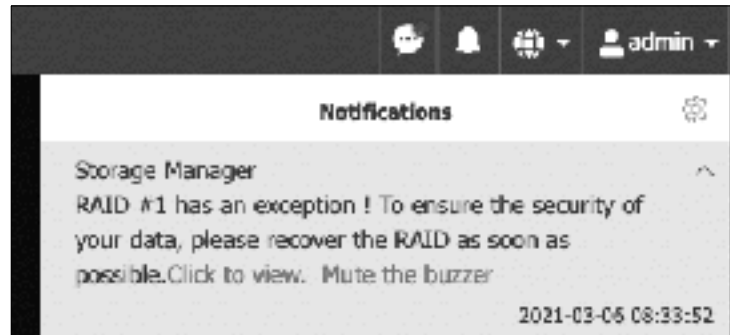 admin
Notifications
Storage Manager
RAID #1 has an exception ! To ensure the security of
your data, please recover the RAID as soon as
possible.Click to view. Mute the buzzer
2021-03-06 08:33:52